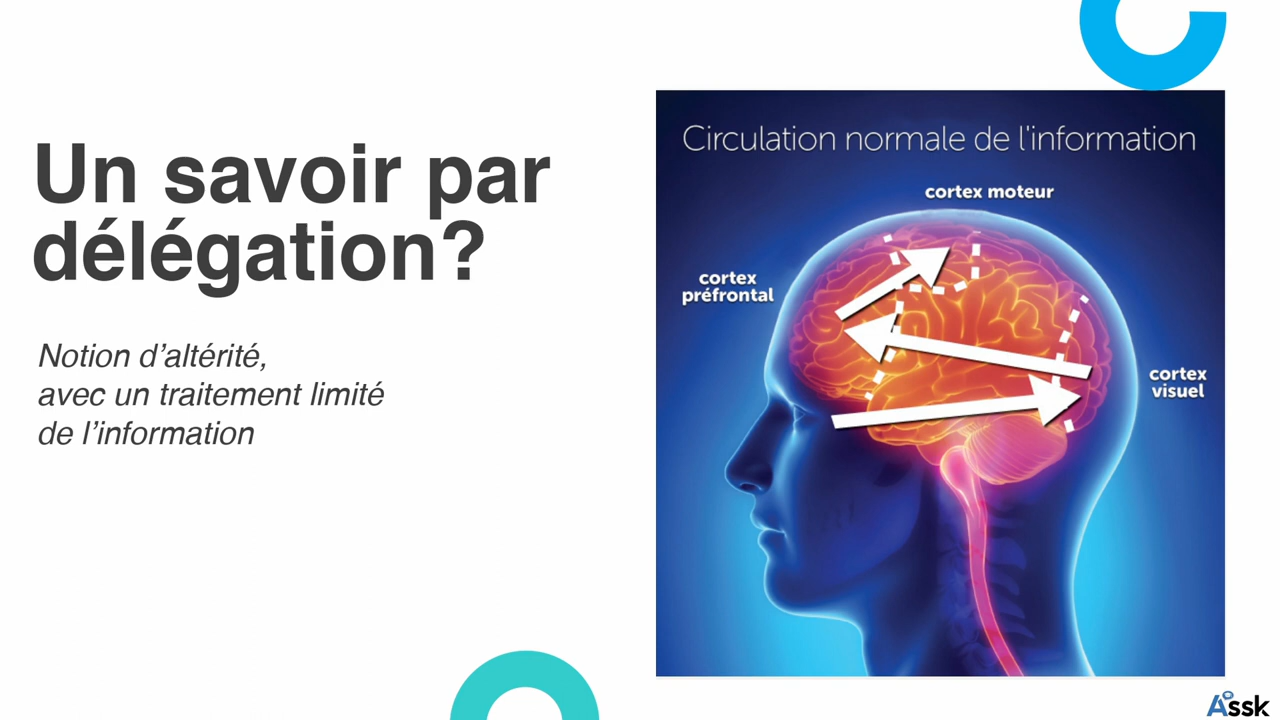 Un savoir par
délégation?
Notion d’altérité,
avec un traitement limité
de l’information
Circulation normale de l'information
cortex moteur
cortex
préfrontal
cortex
visuel
Assk